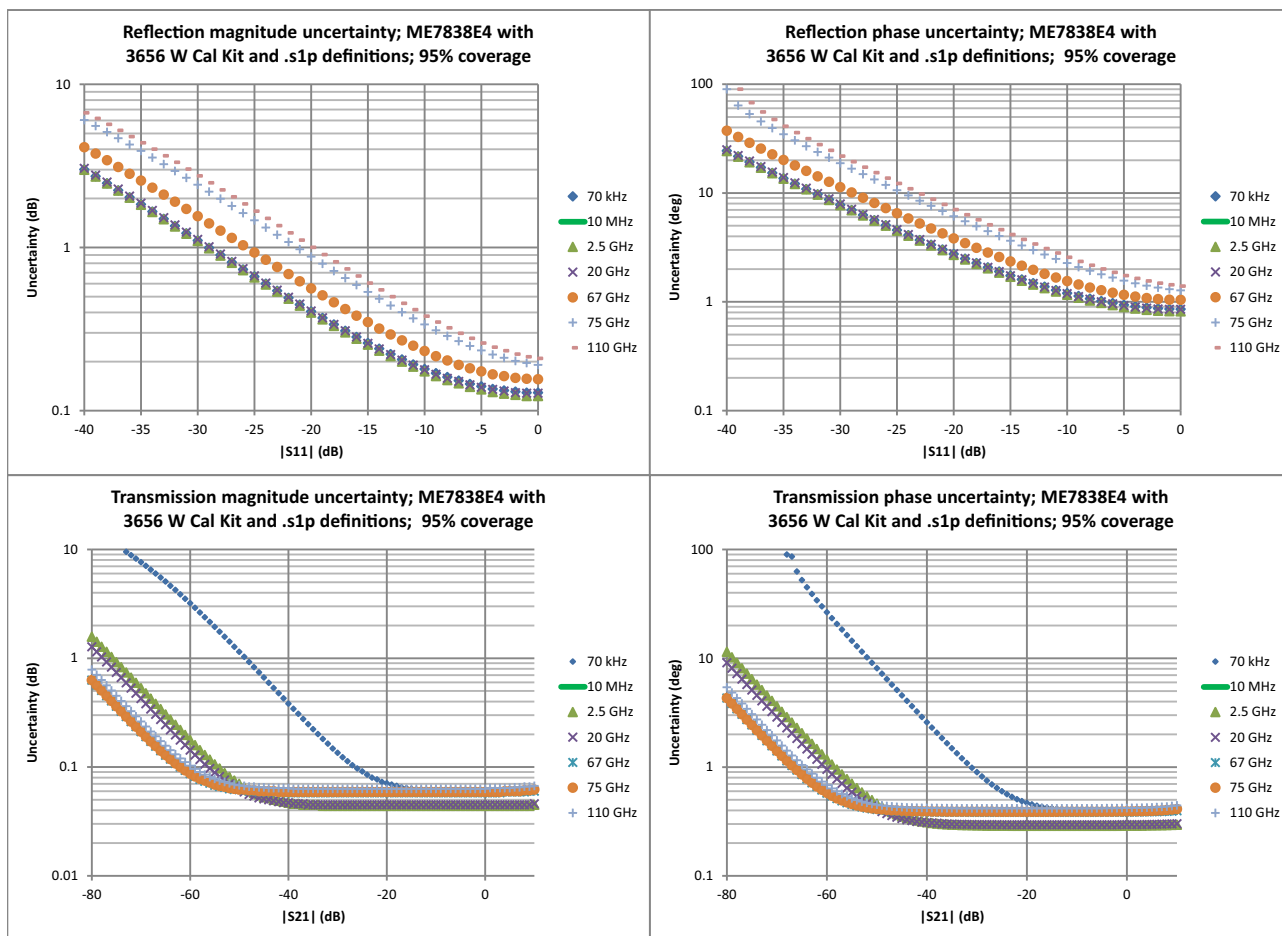 Reflection magnitude uncertainty; ME7838E4 with
3656 W Cal Kit and .s1p definitions; 95% coverage
10
1
0.1
Uncertainty (dB)
-40 -35 -30 -25 -20 -15 -10 -5 0
|S11| (dB)
70 kHz
10 MHz
2.5 GHz
20 GHz
67 GHz
75 GHz
110 GHz
Reflection phase uncertainty; ME7838E4 with
3656 W Cal Kit and .s1p definitions; 95% coverage
100
10
1
0.1
Uncertainty (deg)
-40 -35 -30 -25 -20 -15 -10 -5 0
|S11| (dB)
70 kHz
10 MHz
2.5 GHz
20 GHz
67 GHz
75 GHz
110 GHz
Transmission magnitude uncertainty; ME7838E4 with
3656 W Cal Kit and .s1p definitions; 95% coverage
10
1
0.1
0.01
Uncertainty (dB)
-80 -60 -40 -20 0
|S21| (dB)
70 kHz
10 MHz
2.5 GHz
20 GHz
67 GHz
75 GHz
110 GHz
Transmission phase uncertainty; ME7838E4 with
3656 W Cal Kit and .s1p definitions; 95% coverage
100
10
1
0.1
Uncertainty (deg)
-80 -60 -40 -20 0
|S21| (dB)
70 kHz
10 MHz
2.5 GHz
20 GHz
67 GHz
75 GHz
110 GHz